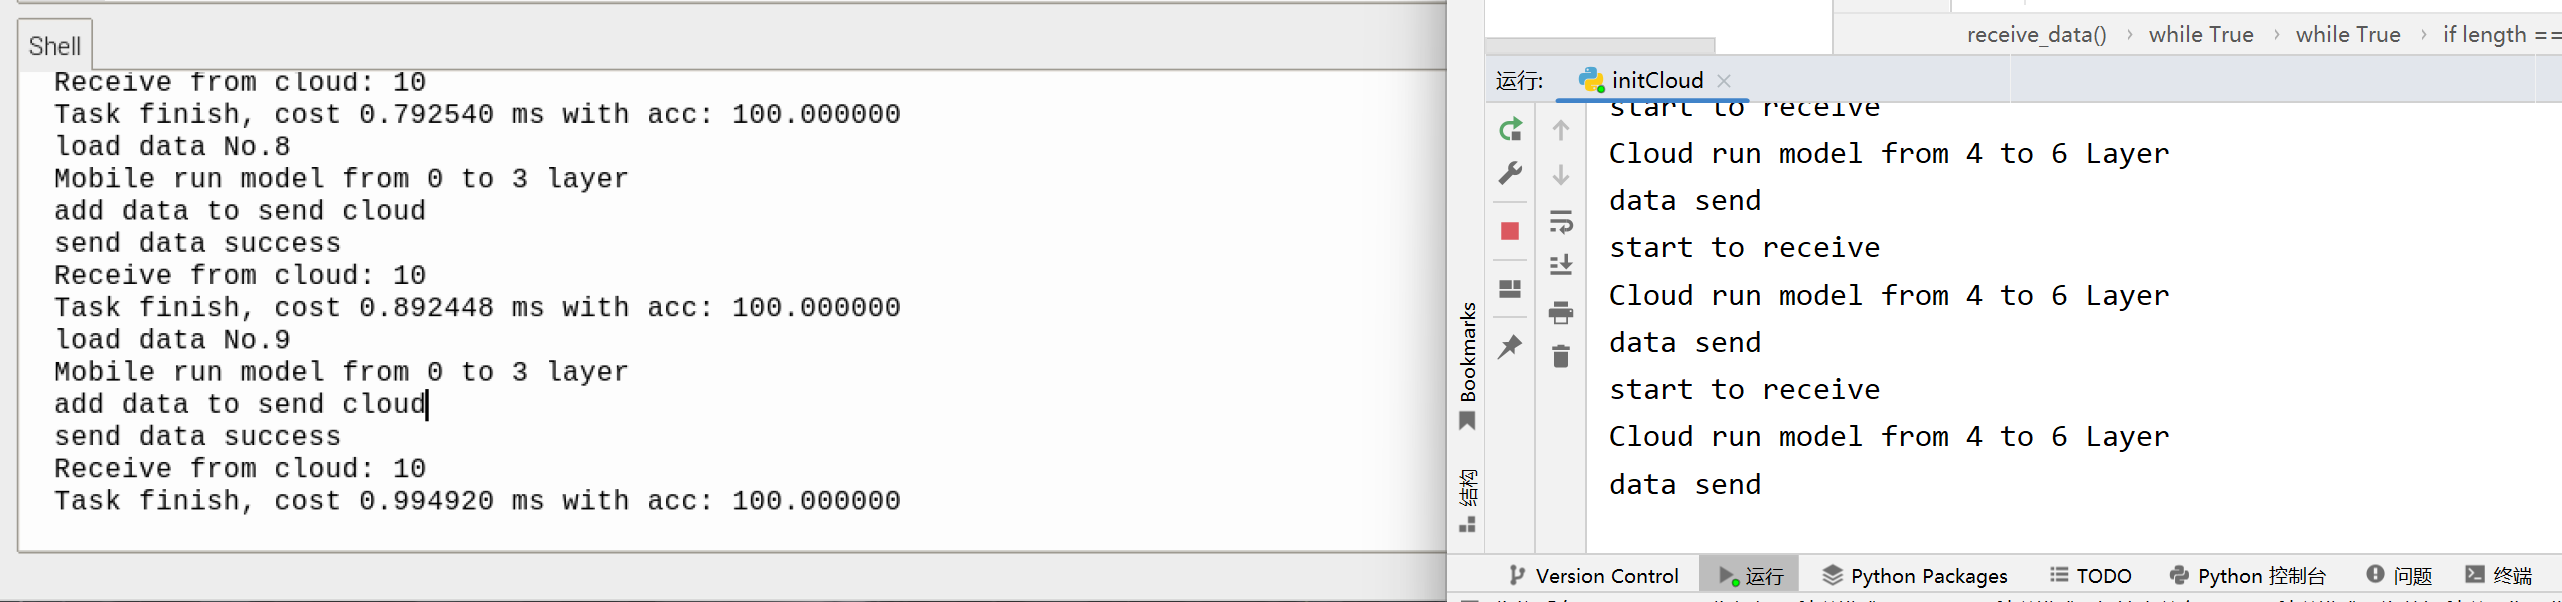 Shell
Receive from cloud: 10
Task finish, cost 0.792540 ms with acc: 100.000000
load data No.8
Mobile run model from 0 to 3 layer
add data to send cloud
send data success
Receive from cloud: 10
Task finish, cost 0.892448 ms with acc: 100.000000
load data No.9
Mobile run model from 0 to 3 layer
add data to send cloud
send data success
Receive from cloud: 10
Task finish, cost 0.994920 ms with acc: 100.000000
receive_data() › while True › while True › if length ==
运行: initCloud
start to receive
Cloud run model from 4 to 6 Layer
data send
start to receive
Cloud run model from 4 to 6 Layer
data send
start to receive
Cloud run model from 4 to 6 Layer
data send
Bookmarks
结构
Version Control 运行 Python Packages TODO Python 控制台 问题 终端